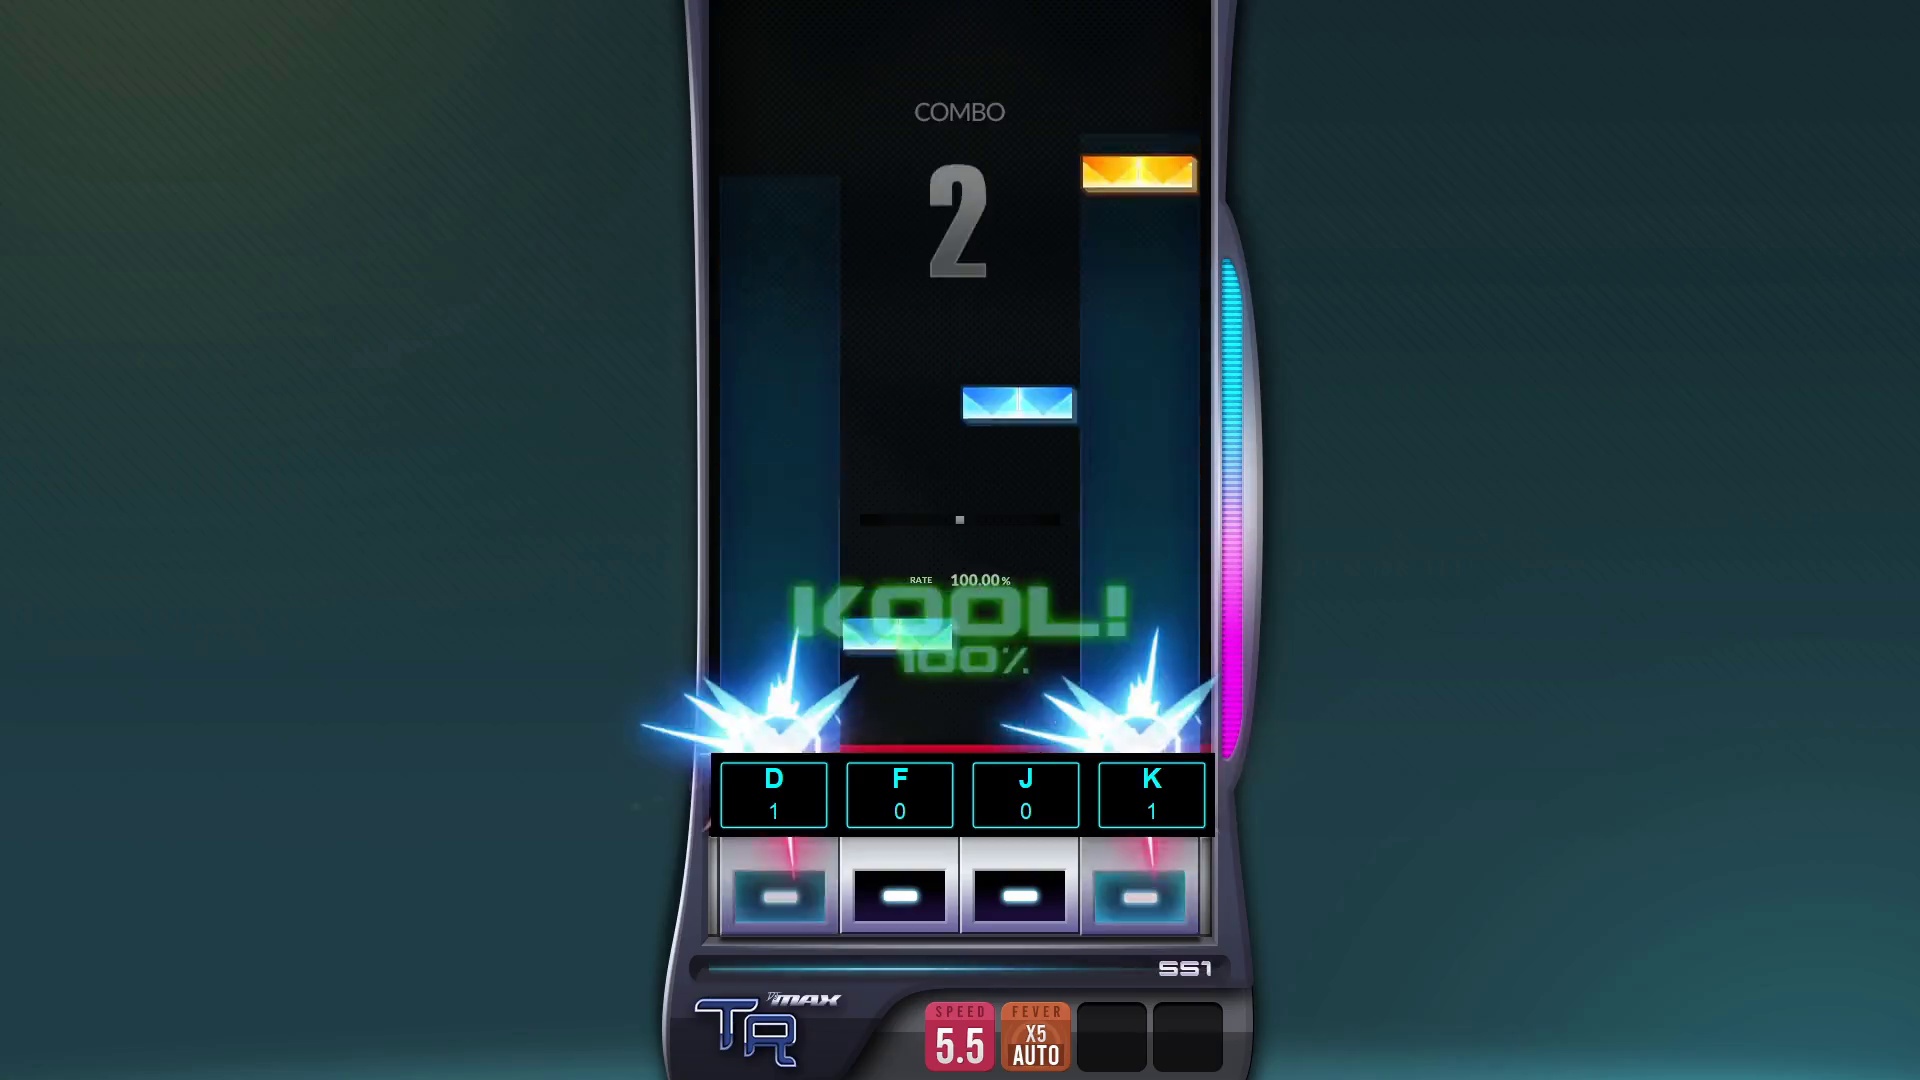 COMBO
2
RATE 100.00%
KOOL!
100%
D F J K
1 0 0 1
SS1
DJMAX
TR
SPEED FEVER
5.5 X5
AUTO